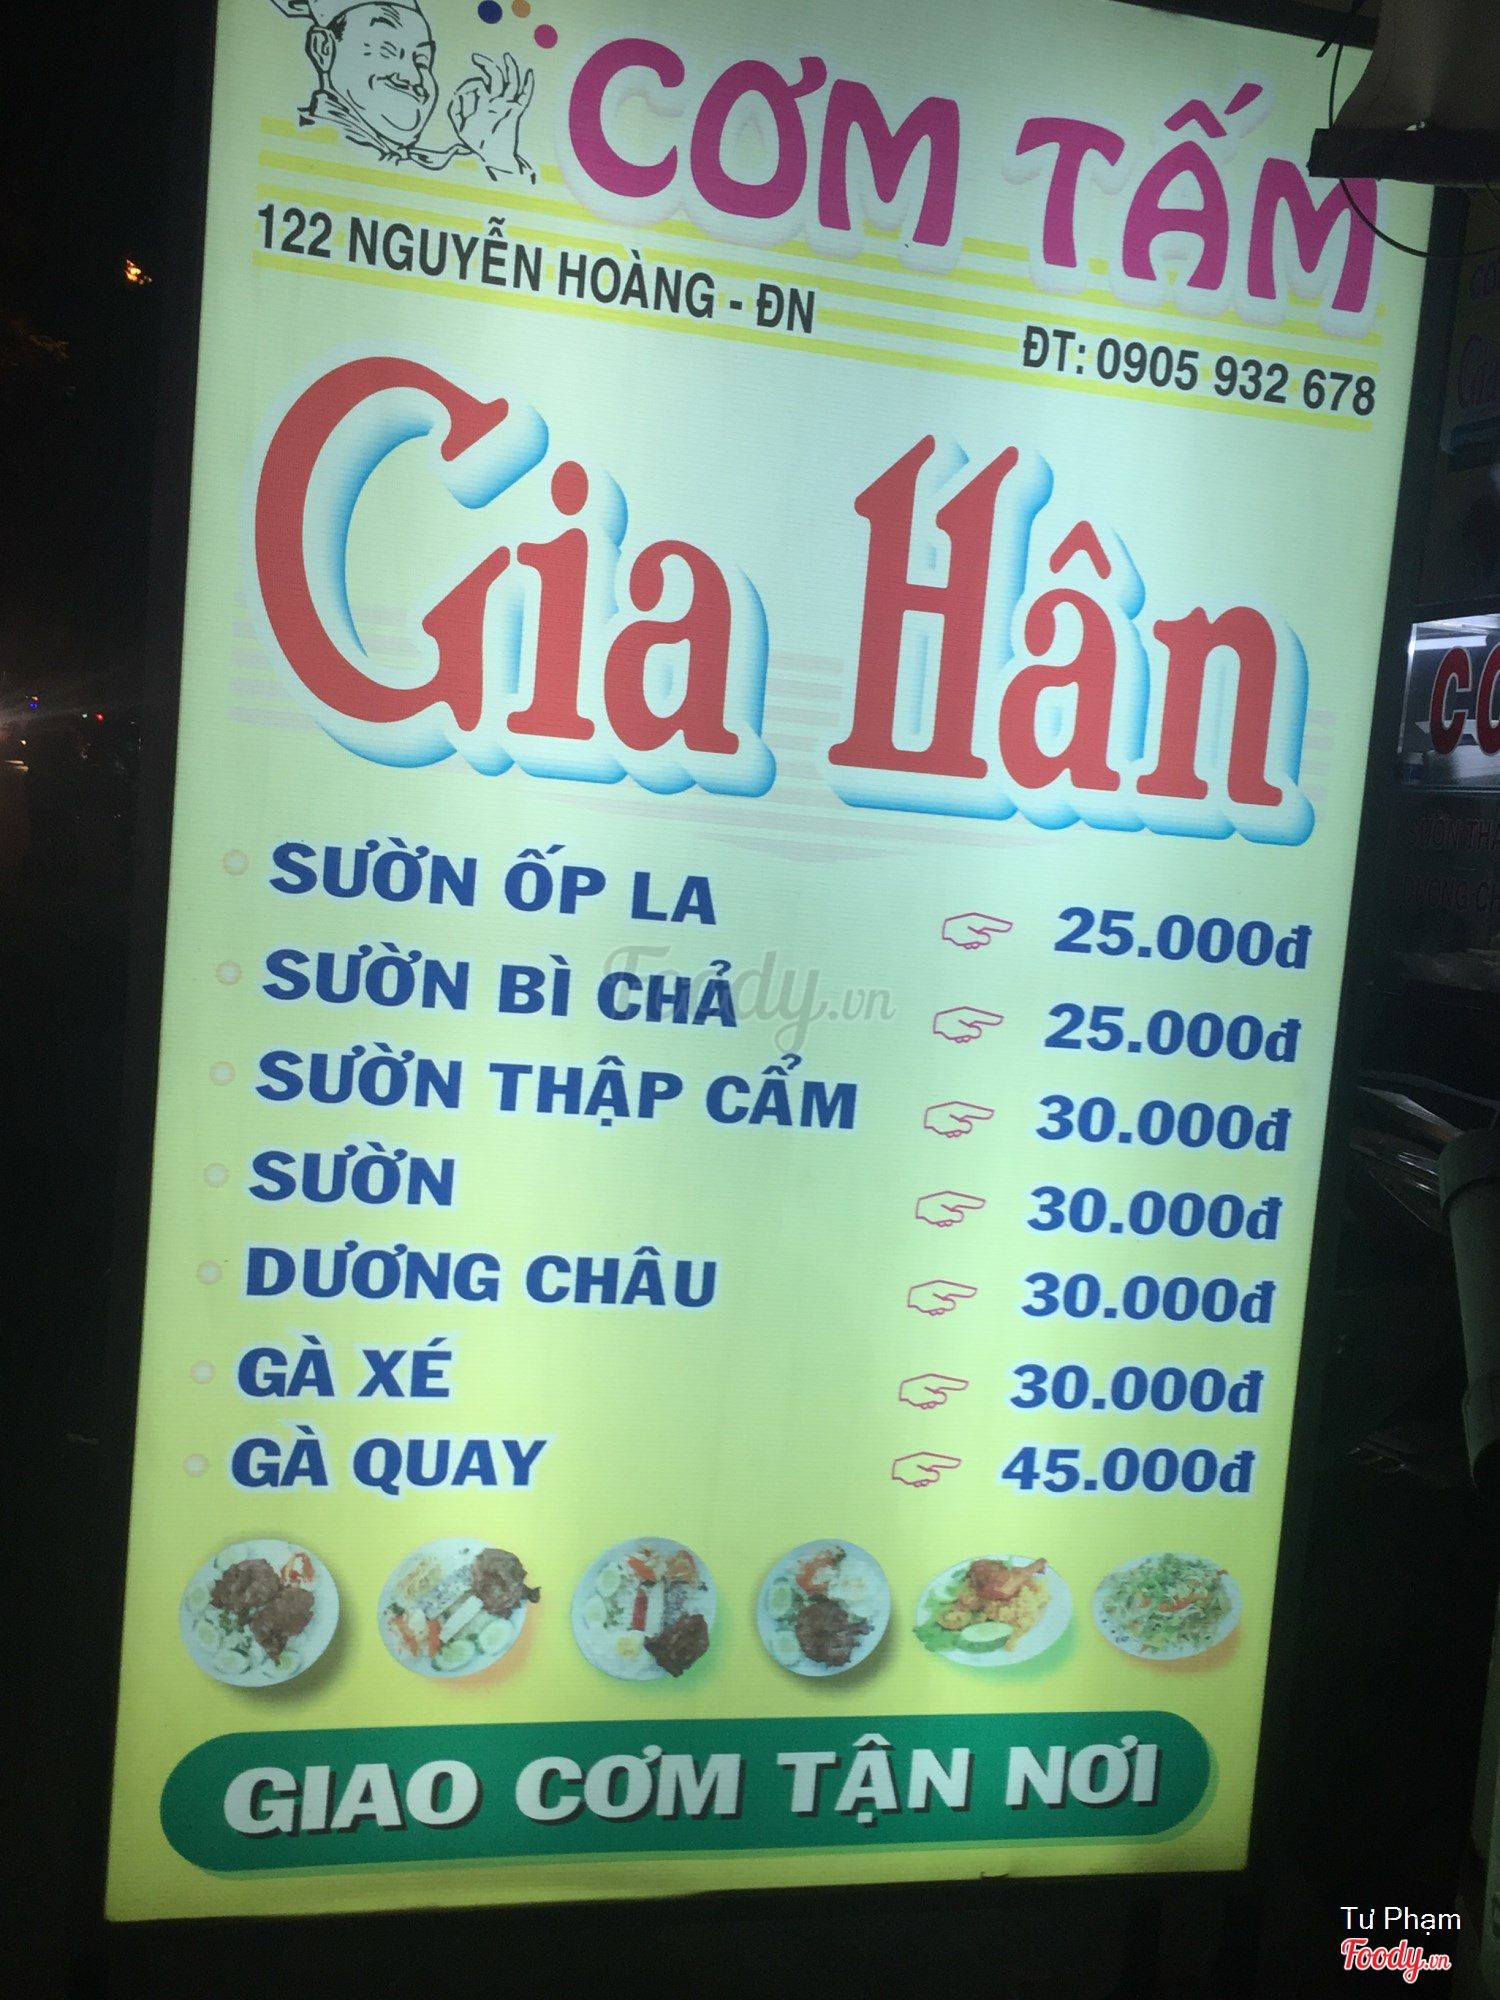 CƠM TẤM
122 NGUYỄN HOÀNG - ĐN
ĐT: 0905 932 678
Gia Hân
SƯỜN ỐP LA 25.000đ
SƯỜN BÌ CHẢ 25.000đ
SƯỜN THẬP CẨM 30.000đ
SƯỜN 30.000đ
DƯƠNG CHÂU 30.000đ
GÀ XÉ 30.000đ
GÀ QUAY 45.000đ
GIAO CƠM TẬN NƠI
Foody.vn
Tư Phạm
Foody.vn